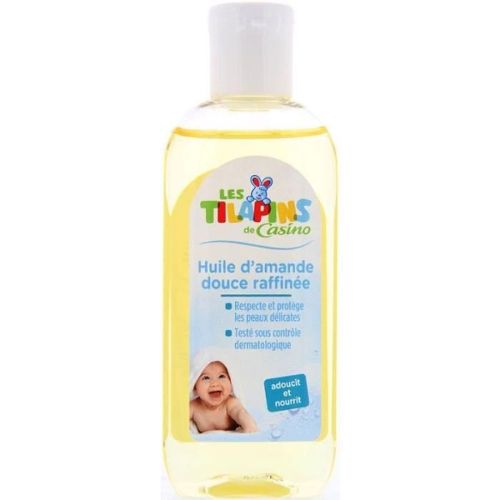 LES
TILAPINS
de Casino
Huile d'amande
douce raffinée
Respecte et protège
les peaux délicates
Testé sous contrôle
dermatologique
adoucit et
nourrit